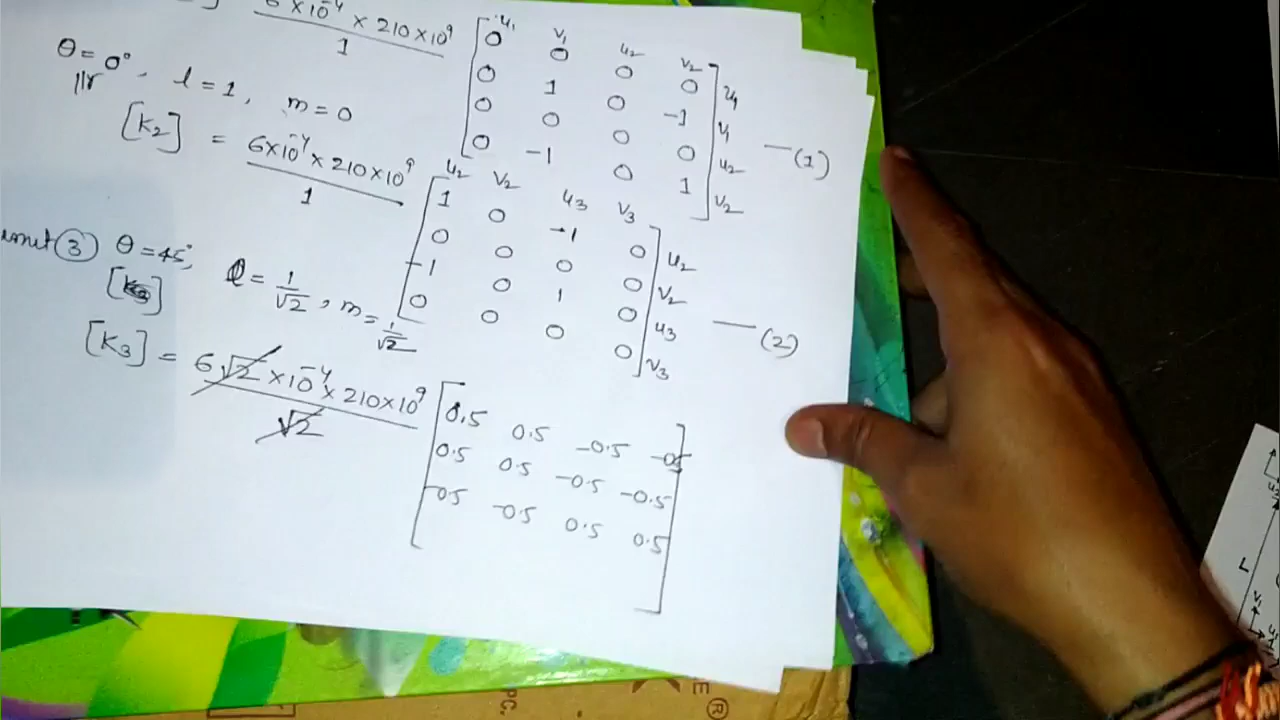 6×10⁻⁴ × 210×10⁹
1
u₁ v₁ u₂ v₂
0 0 0 0 u₁
0 1 0 -1 v₁
0 0 0 0 u₂
0 -1 0 1 v₂
—(1)
θ = 0°, l = 1, m = 0
||r
[K₂] = 6×10⁻⁴ × 210×10⁹
1
u₂ v₂ u₃ v₃
1 0 -1 0 u₂
0 0 0 0 v₂
-1 0 1 0 u₃
0 0 0 0 v₃
—(2)
③ θ = 45°, l = 1/√2, m = 1/√2
[K₃] = 6√2 ×10⁻⁴ × 210×10⁹
√2
0.5 0.5 -0.5
0.5 0.5 -0.5 -0.5
-0.5 -0.5 0.5 0.5